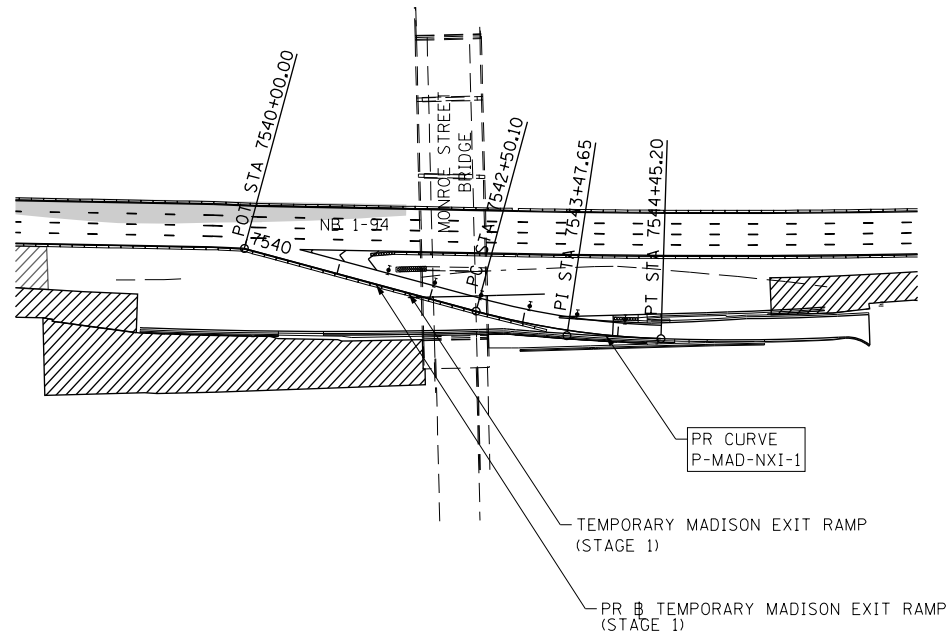 POT STA 7540+00.00
MONROE STREET
BRIDGE
PC STA 7542+50.10
PI STA 7543+47.65
PT STA 7544+45.20
NB I-94
7540
PR CURVE
P-MAD-NXI-1
TEMPORARY MADISON EXIT RAMP
(STAGE 1)
PR ⅊ TEMPORARY MADISON EXIT RAMP
(STAGE 1)